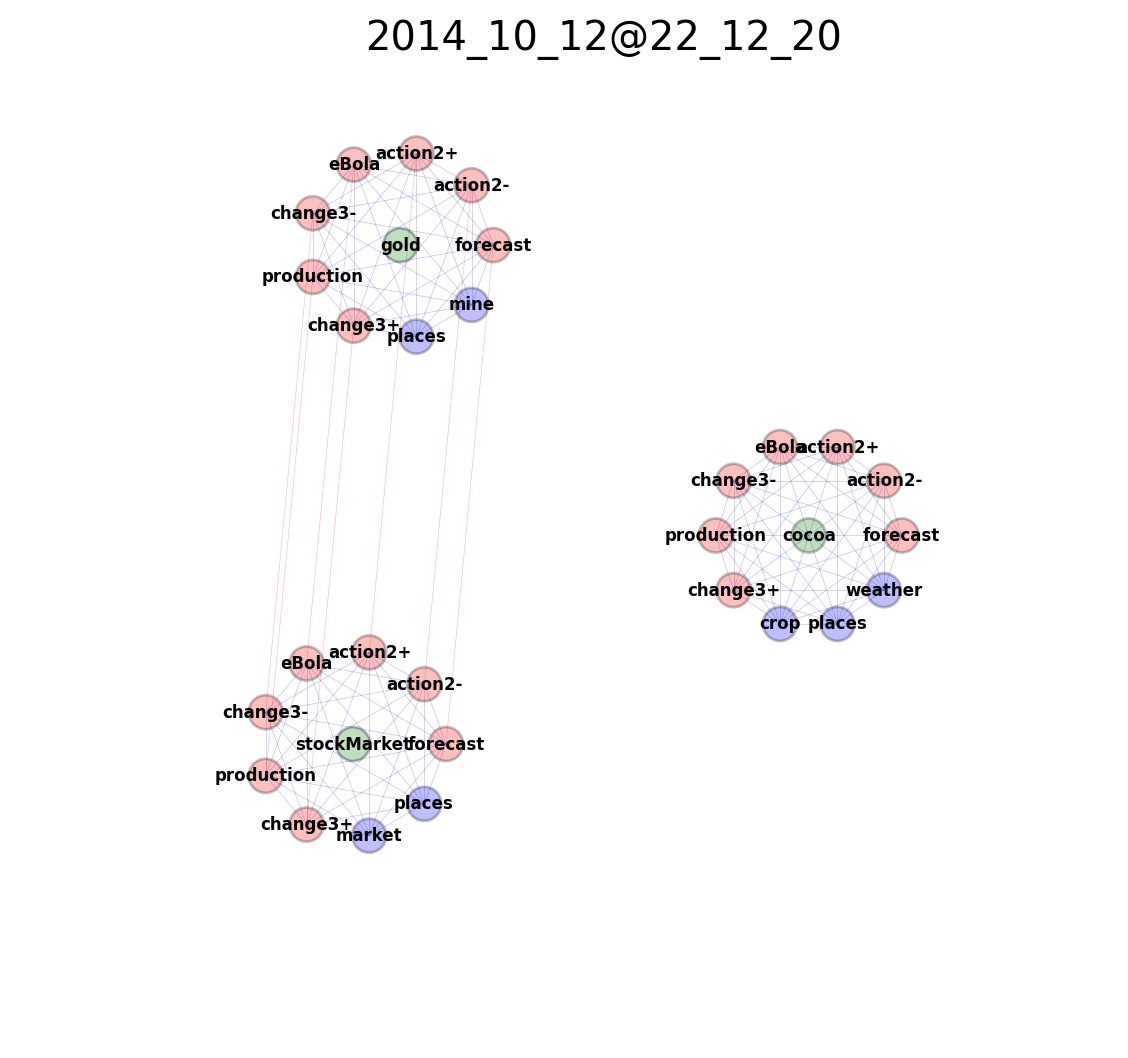 2014_10_12@22_12_20
action2+
eBola
action2-
change3-
gold
forecast
production
mine
change3+
places
eBola
action2+
change3-
action2-
production
cocoa
forecast
change3+
weather
crop
places
action2+
eBola
action2-
change3-
stockMarket
forecast
production
places
change3+
market